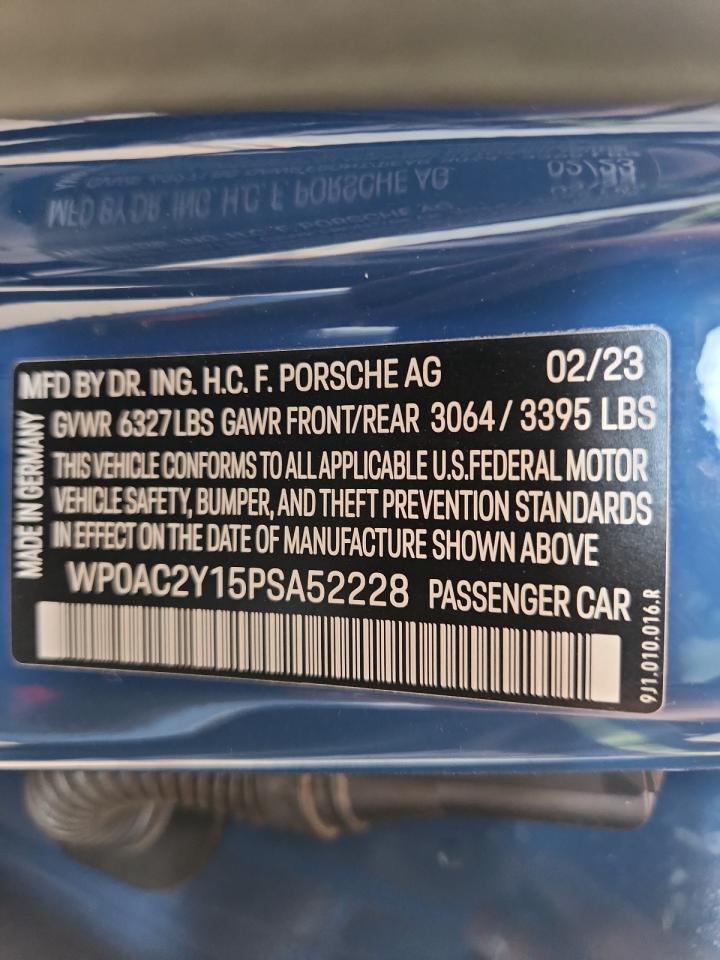 MFD BY DR. ING. H.C. F. PORSCHE AG 02/23
GVWR 6327 LBS GAWR FRONT/REAR 3064 / 3395 LBS
THIS VEHICLE CONFORMS TO ALL APPLICABLE U.S.FEDERAL MOTOR
VEHICLE SAFETY, BUMPER, AND THEFT PREVENTION STANDARDS
IN EFFECT ON THE DATE OF MANUFACTURE SHOWN ABOVE
WP0AC2Y15PSA52228 PASSENGER CAR
MADE IN GERMANY
9J1.010.016.R